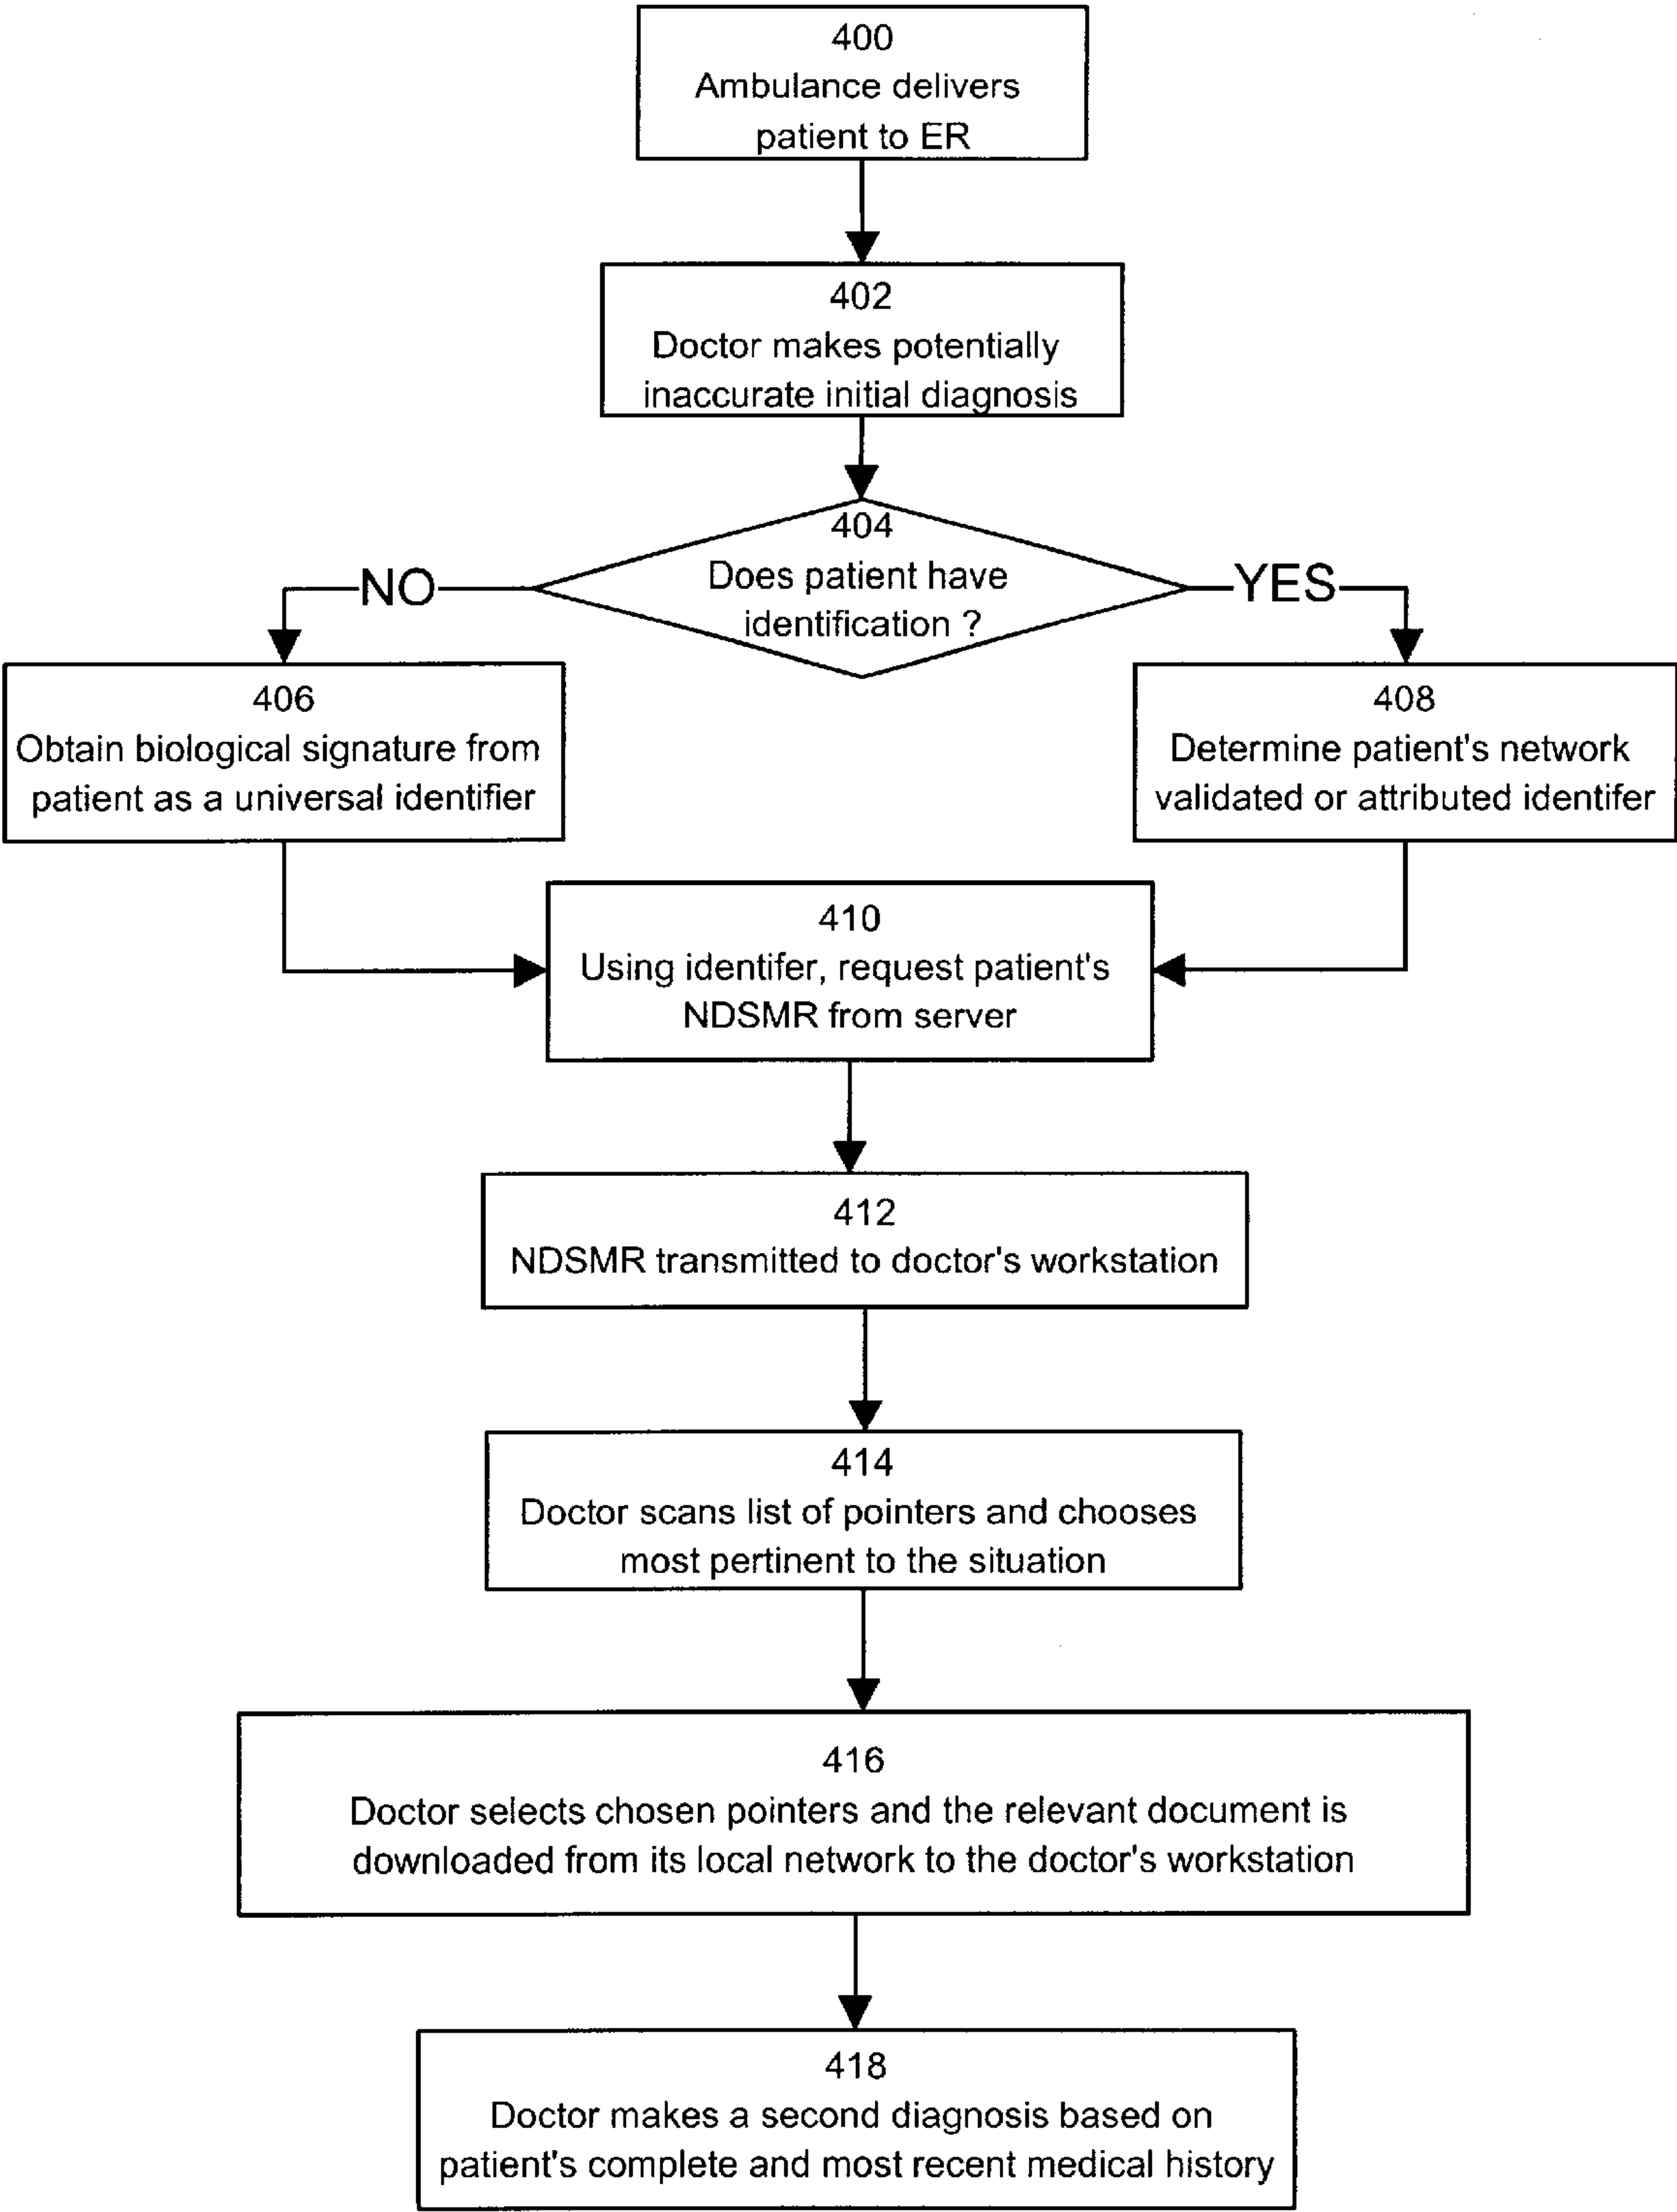 400
Ambulance delivers
patient to ER
402
Doctor makes potentially
inaccurate initial diagnosis
404
Does patient have
identification ?
NO
YES
406
Obtain biological signature from
patient as a universal identifier
408
Determine patient's network
validated or attributed identifer
410
Using identifer, request patient's
NDSMR from server
412
NDSMR transmitted to doctor's workstation
414
Doctor scans list of pointers and chooses
most pertinent to the situation
416
Doctor selects chosen pointers and the relevant document is
downloaded from its local network to the doctor's workstation
418
Doctor makes a second diagnosis based on
patient's complete and most recent medical history